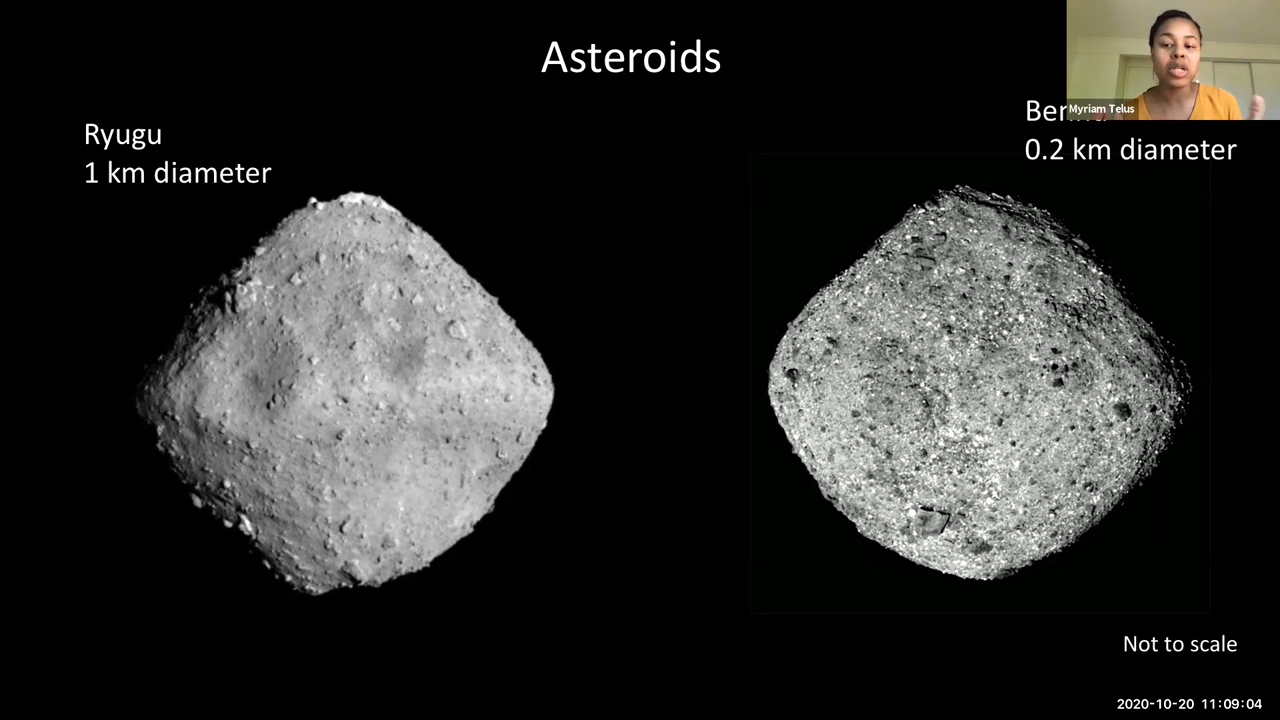 Asteroids
Ryugu
1 km diameter
Myriam Telus
0.2 km diameter
Not to scale
2020-10-20 11:09:04